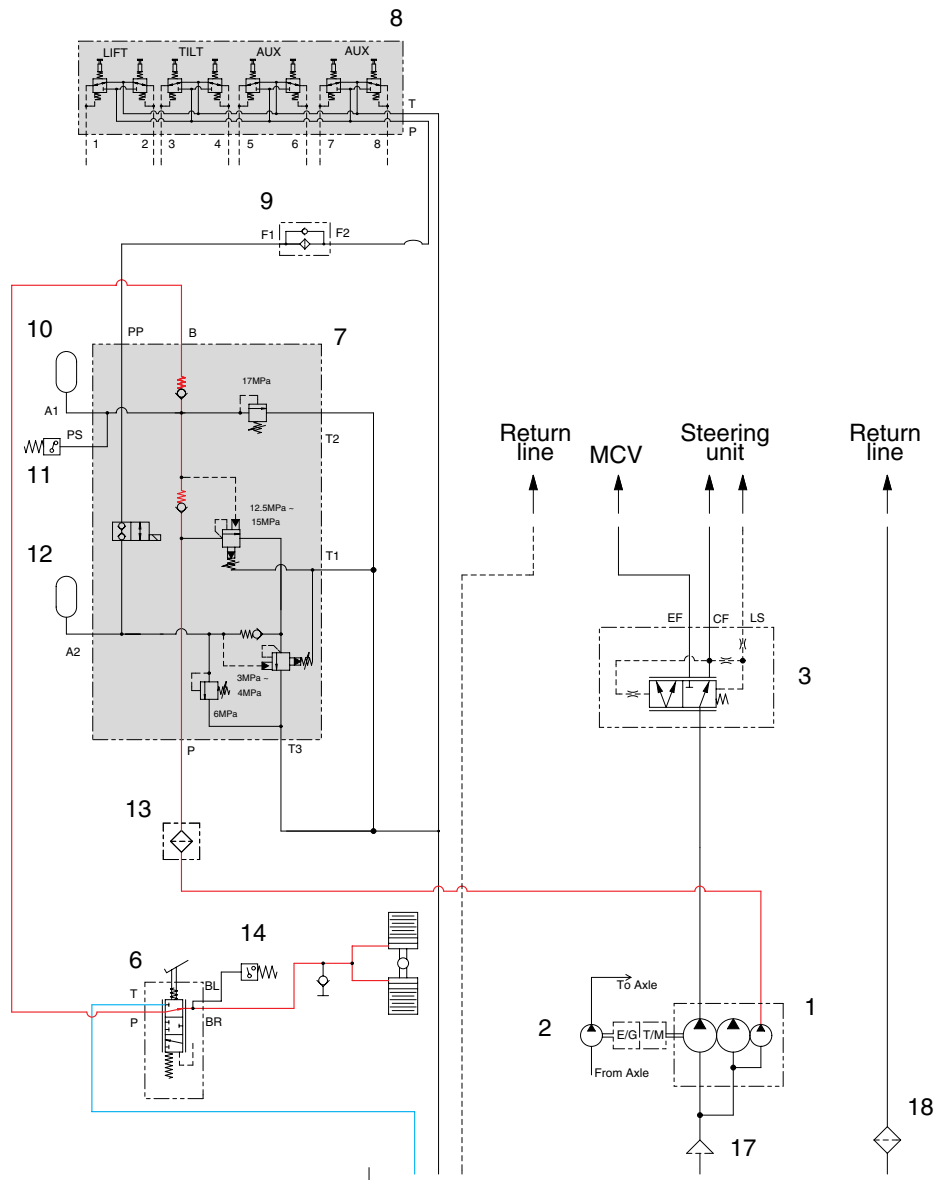 8
LIFT TILT AUX AUX
T
P
1 2 3 4 5 6 7 8
9
F1 F2
10 PP B 7
17MPa
A1
PS T2
11
Return
line
MCV
Steering
unit
Return
line
12.5MPa ~
15MPa
12 T1
A2
EF CF LS
3MPa ~
4MPa
3
6MPa
P T3
13
14
6
BL
T
P BR
To Axle
1
2 E/G T/M
From Axle
17
18